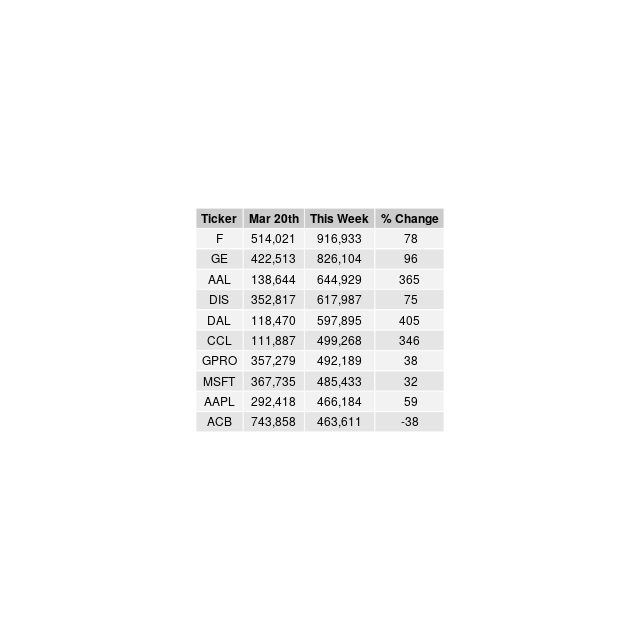 Ticker Mar 20th This Week % Change
F 514,021 916,933 78
GE 422,513 826,104 96
AAL 138,644 644,929 365
DIS 352,817 617,987 75
DAL 118,470 597,895 405
CCL 111,887 499,268 346
GPRO 357,279 492,189 38
MSFT 367,735 485,433 32
AAPL 292,418 466,184 59
ACB 743,858 463,611 -38